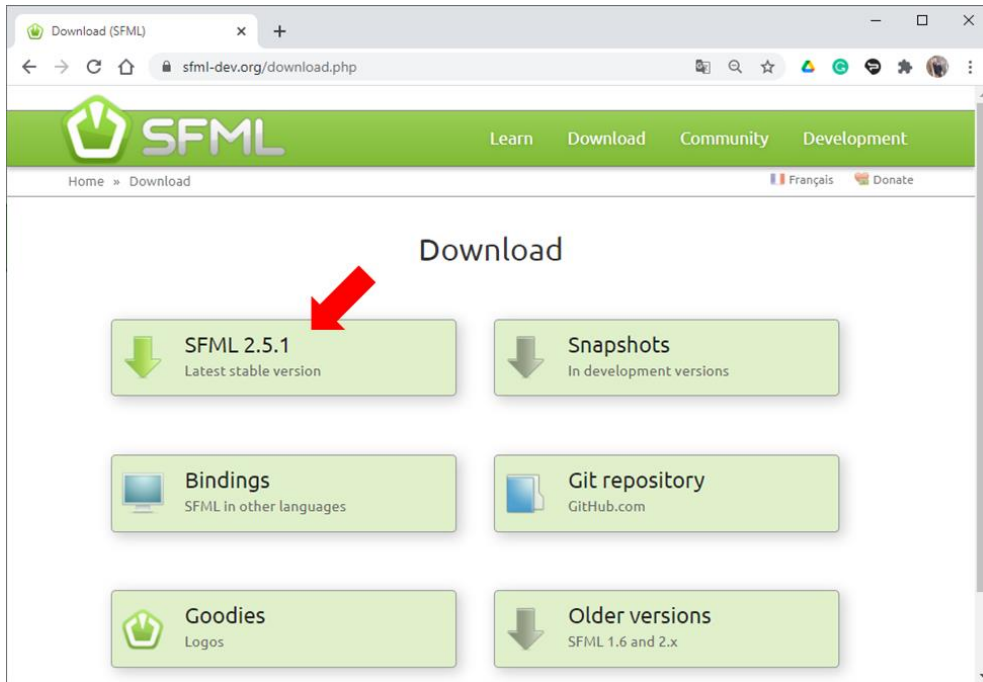 Download (SFML)
sfml-dev.org/download.php
SFML
Learn Download Community Development
Home » Download
Français Donate
Download
SFML 2.5.1
Latest stable version
Snapshots
In development versions
Bindings
SFML in other languages
Git repository
GitHub.com
Goodies
Logos
Older versions
SFML 1.6 and 2.x